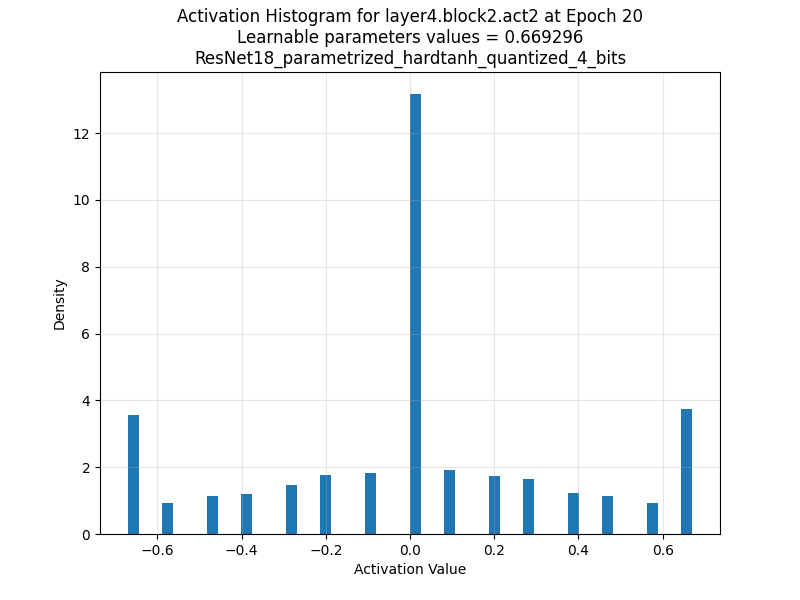 Activation Histogram for layer4.block2.act2 at Epoch 20
Learnable parameters values = 0.669296
ResNet18_parametrized_hardtanh_quantized_4_bits
12
10
8
6
4
2
0
Density
−0.6 −0.4 −0.2 0.0 0.2 0.4 0.6
Activation Value